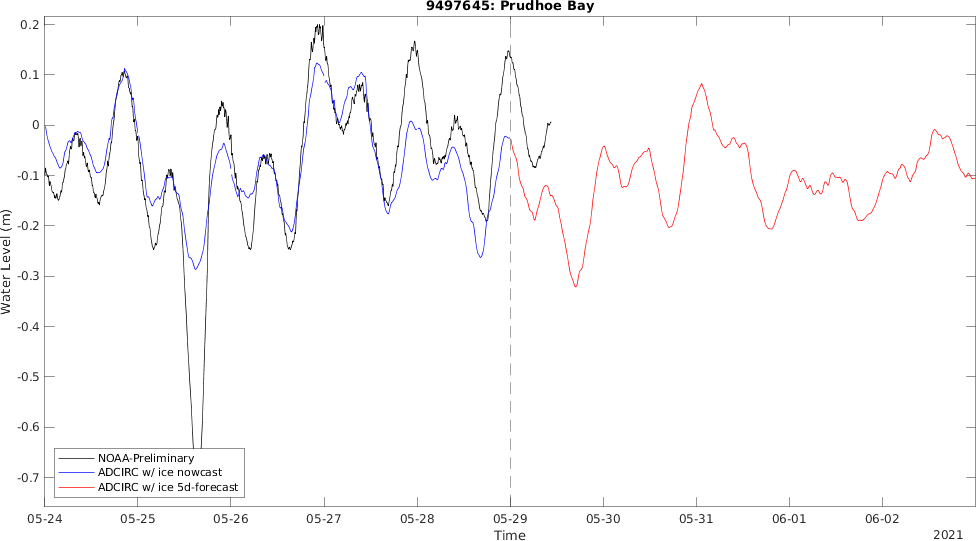 9497645: Prudhoe Bay
0.2
0.1
0
-0.1
-0.2
-0.3
-0.4
-0.5
-0.6
-0.7
Water Level (m)
NOAA-Preliminary
ADCIRC w/ ice nowcast
ADCIRC w/ ice 5d-forecast
05-24 05-25 05-26 05-27 05-28 05-29 05-30 05-31 06-01 06-02
Time
2021